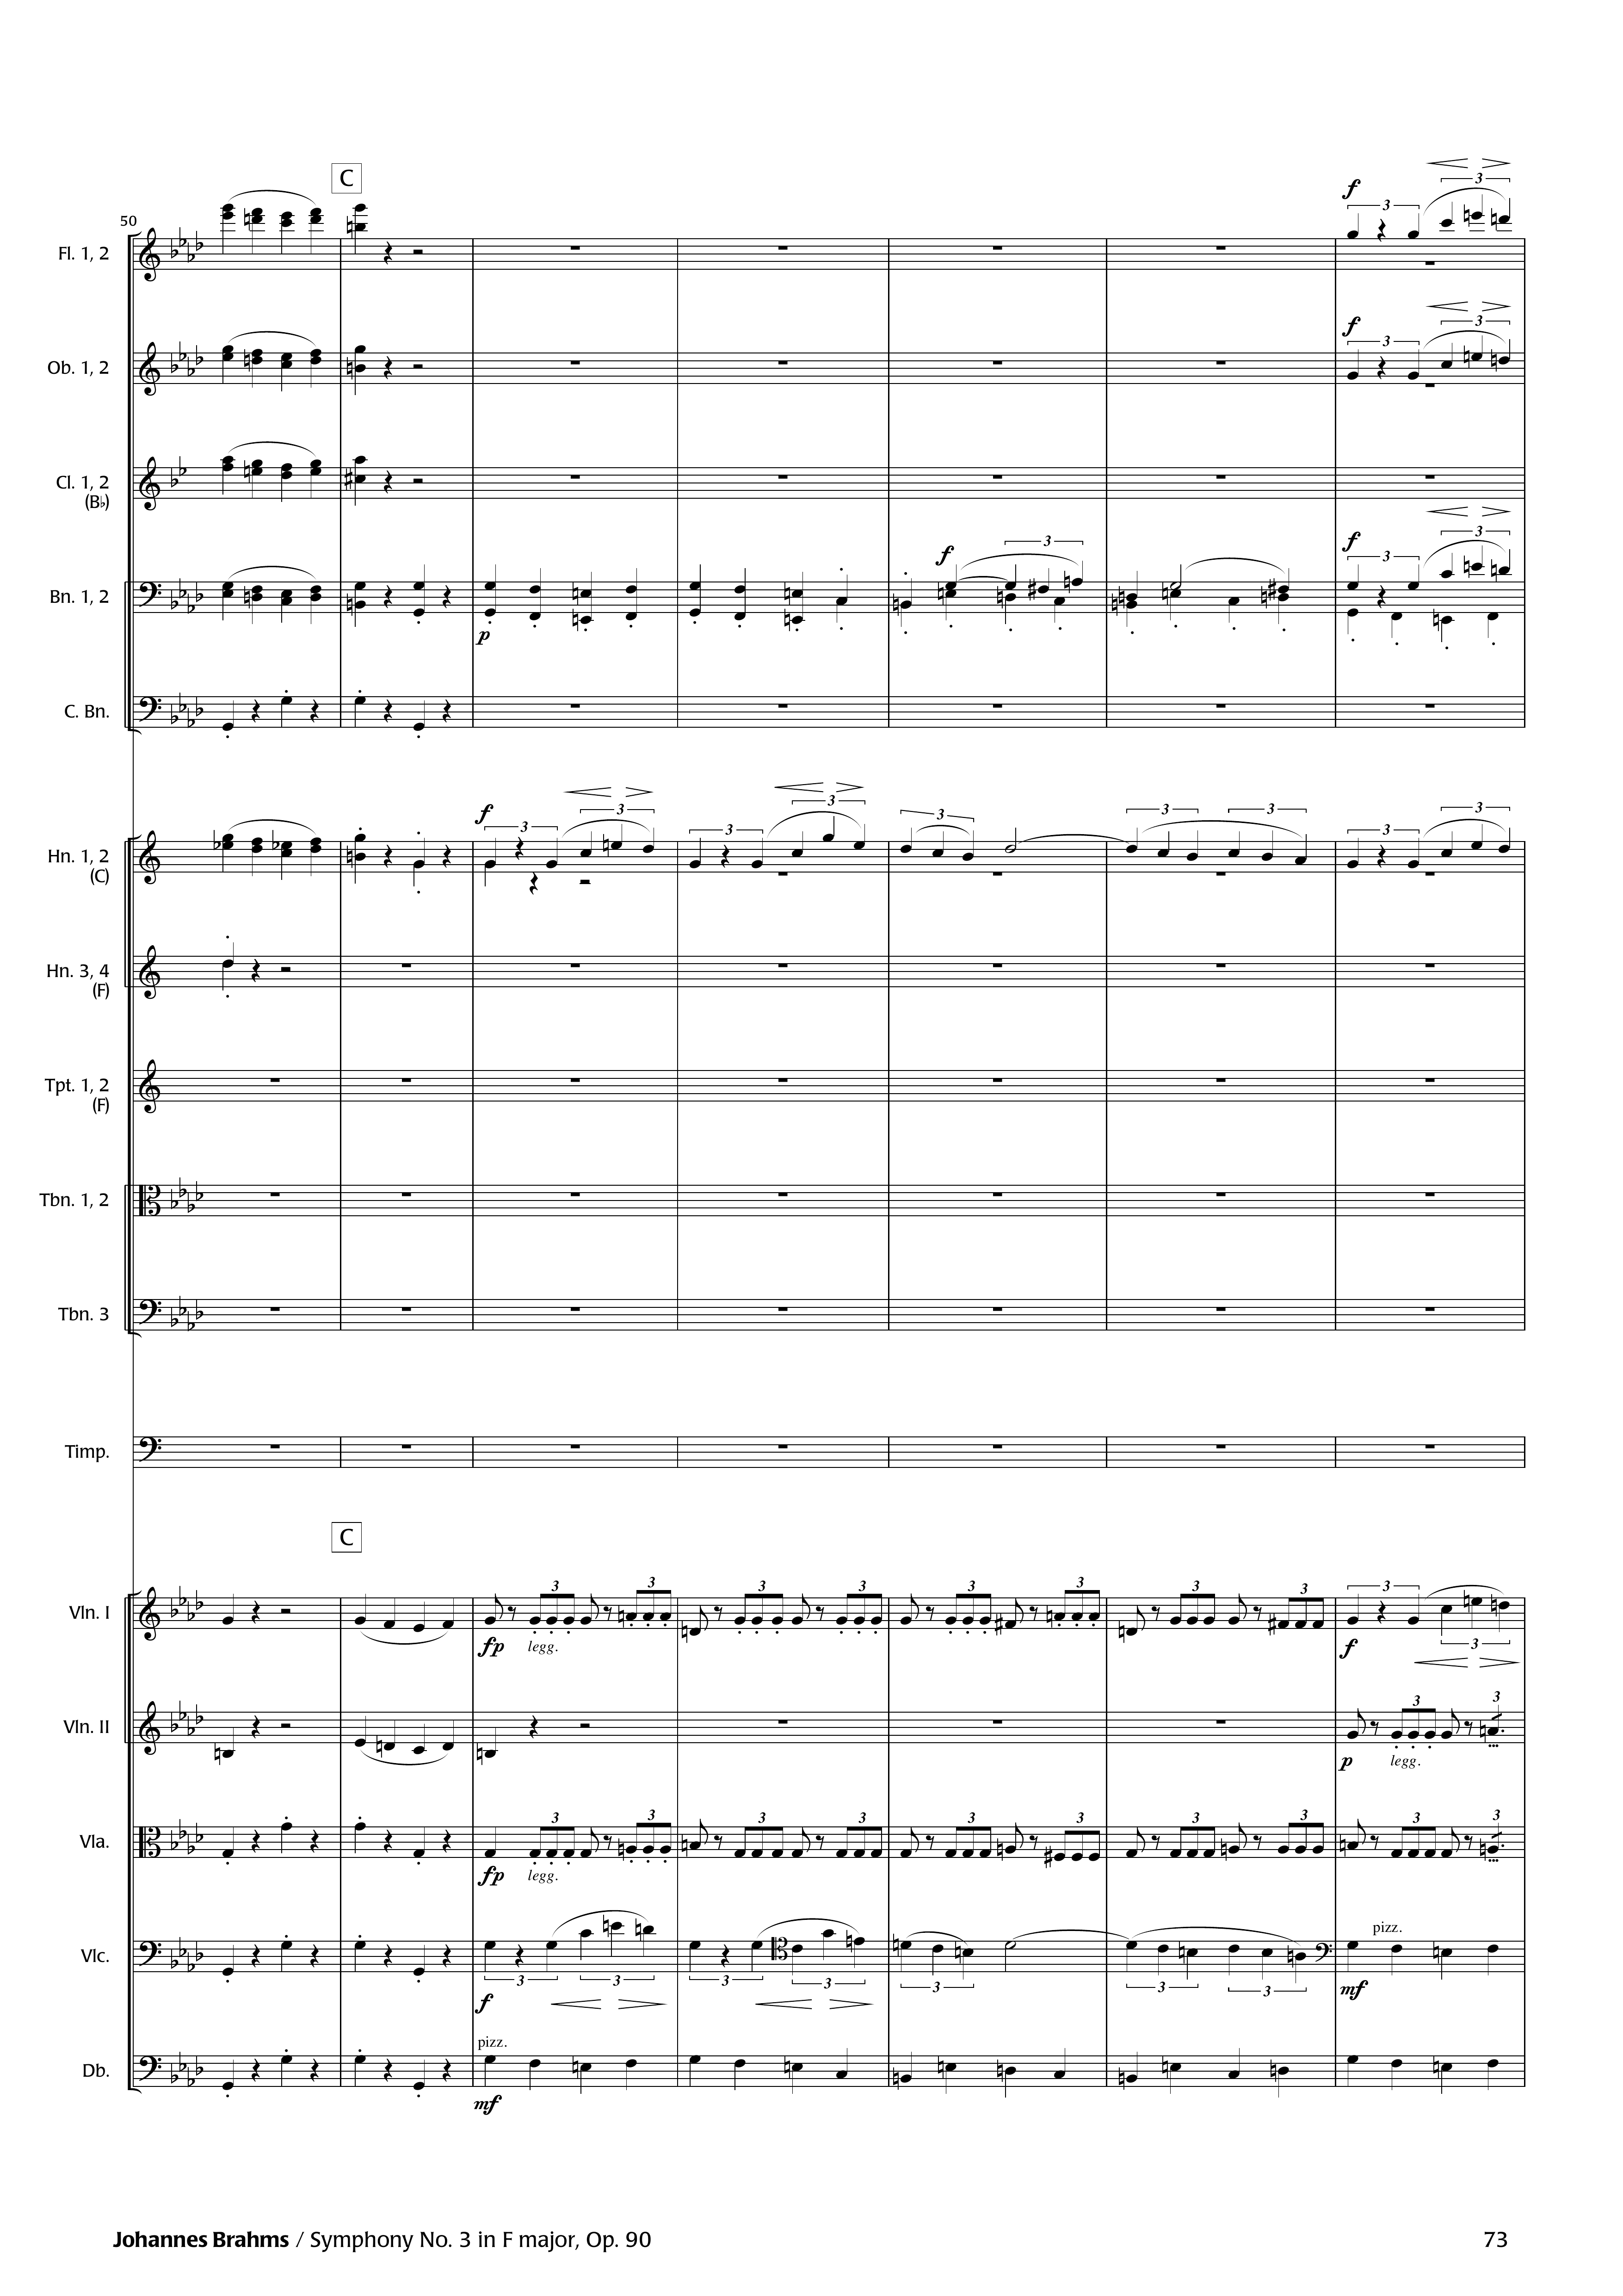 C
f
3
3
50
Fl. 1, 2
f
3
3
Ob. 1, 2
Cl. 1, 2
(B♭)
f
3
f
3
3
Bn. 1, 2
p
C. Bn.
f
3
3
3
3
3
3
3
3
3
Hn. 1, 2
(C)
Hn. 3, 4
(F)
Tpt. 1, 2
(F)
Tbn. 1, 2
Tbn. 3
Timp.
C
3
3
3
3
3
3
3
3
3
Vln. I
fp legg.
f
3
3
3
Vln. II
p legg.
3
3
3
3
3
3
3
3
3
3
Vla.
fp legg.
pizz.
Vlc.
3
3
3
3
3
3
3
f
mf
pizz.
Db.
mf
Johannes Brahms / Symphony No. 3 in F major, Op. 90
73